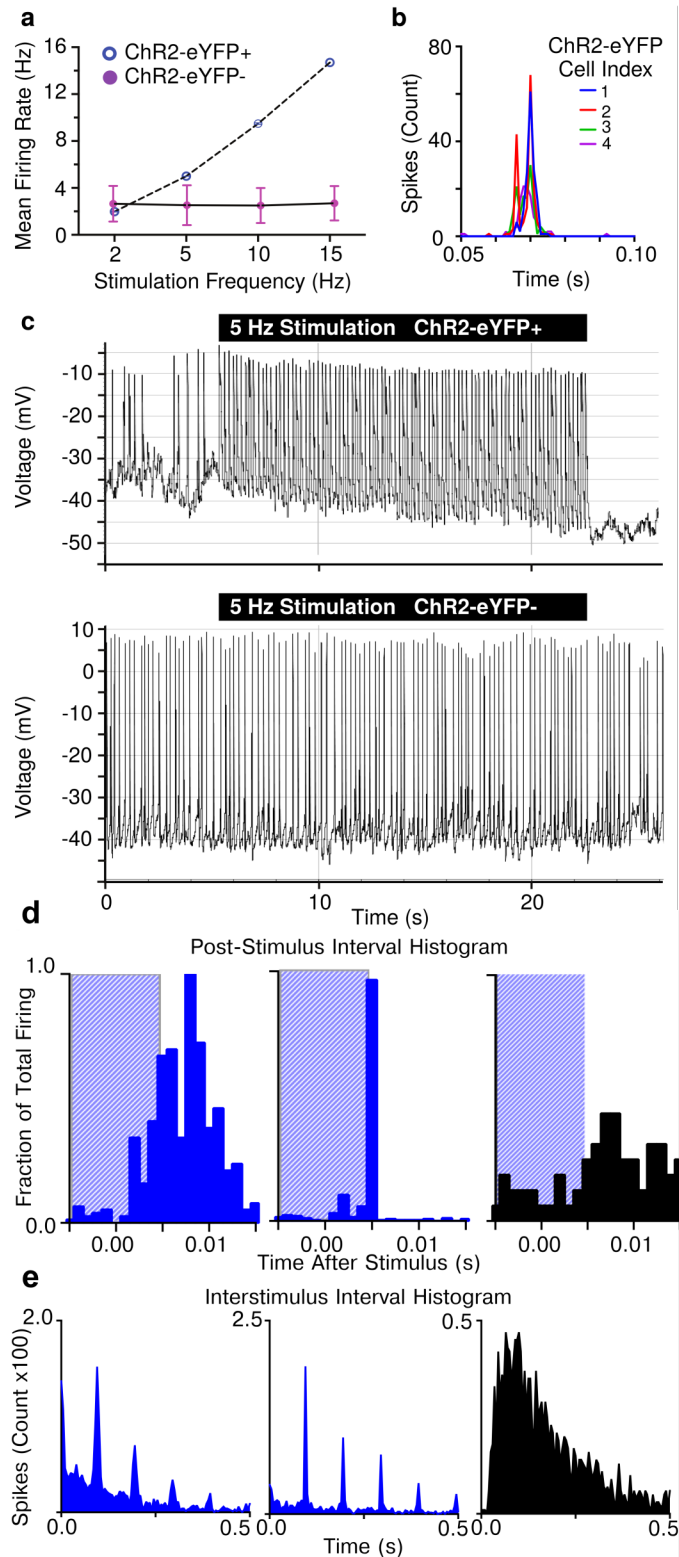 a
Mean Firing Rate (Hz)
16
12
8
4
0
ChR2-eYFP+
ChR2-eYFP-
2 5 10 15
Stimulation Frequency (Hz)
b
Spikes (Count)
80
40
0
ChR2-eYFP
Cell Index
1
2
3
4
0.05 0.10
Time (s)
c
5 Hz Stimulation ChR2-eYFP+
Voltage (mV)
-10
-20
-30
-40
-50
5 Hz Stimulation ChR2-eYFP-
Voltage (mV)
10
0
-10
-20
-30
-40
0 10 20
Time (s)
d
Post-Stimulus Interval Histogram
Fraction of Total Firing
1.0
0.0
0.00 0.01 0.00 0.01 0.00 0.01
Time After Stimulus (s)
e
Interstimulus Interval Histogram
Spikes (Count x100)
2.0 2.5 0.5
0.0 0.5 0.0 0.5 0.0 0.5
Time (s)